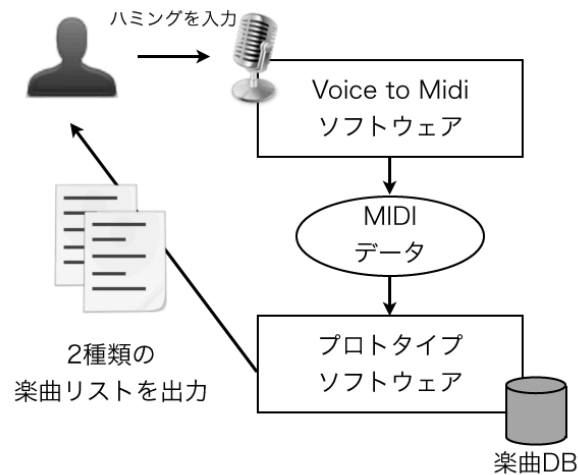 ハミングを入力
Voice to Midi
ソフトウェア
MIDI
データ
プロトタイプ
ソフトウェア
2種類の
楽曲リストを出力
楽曲DB